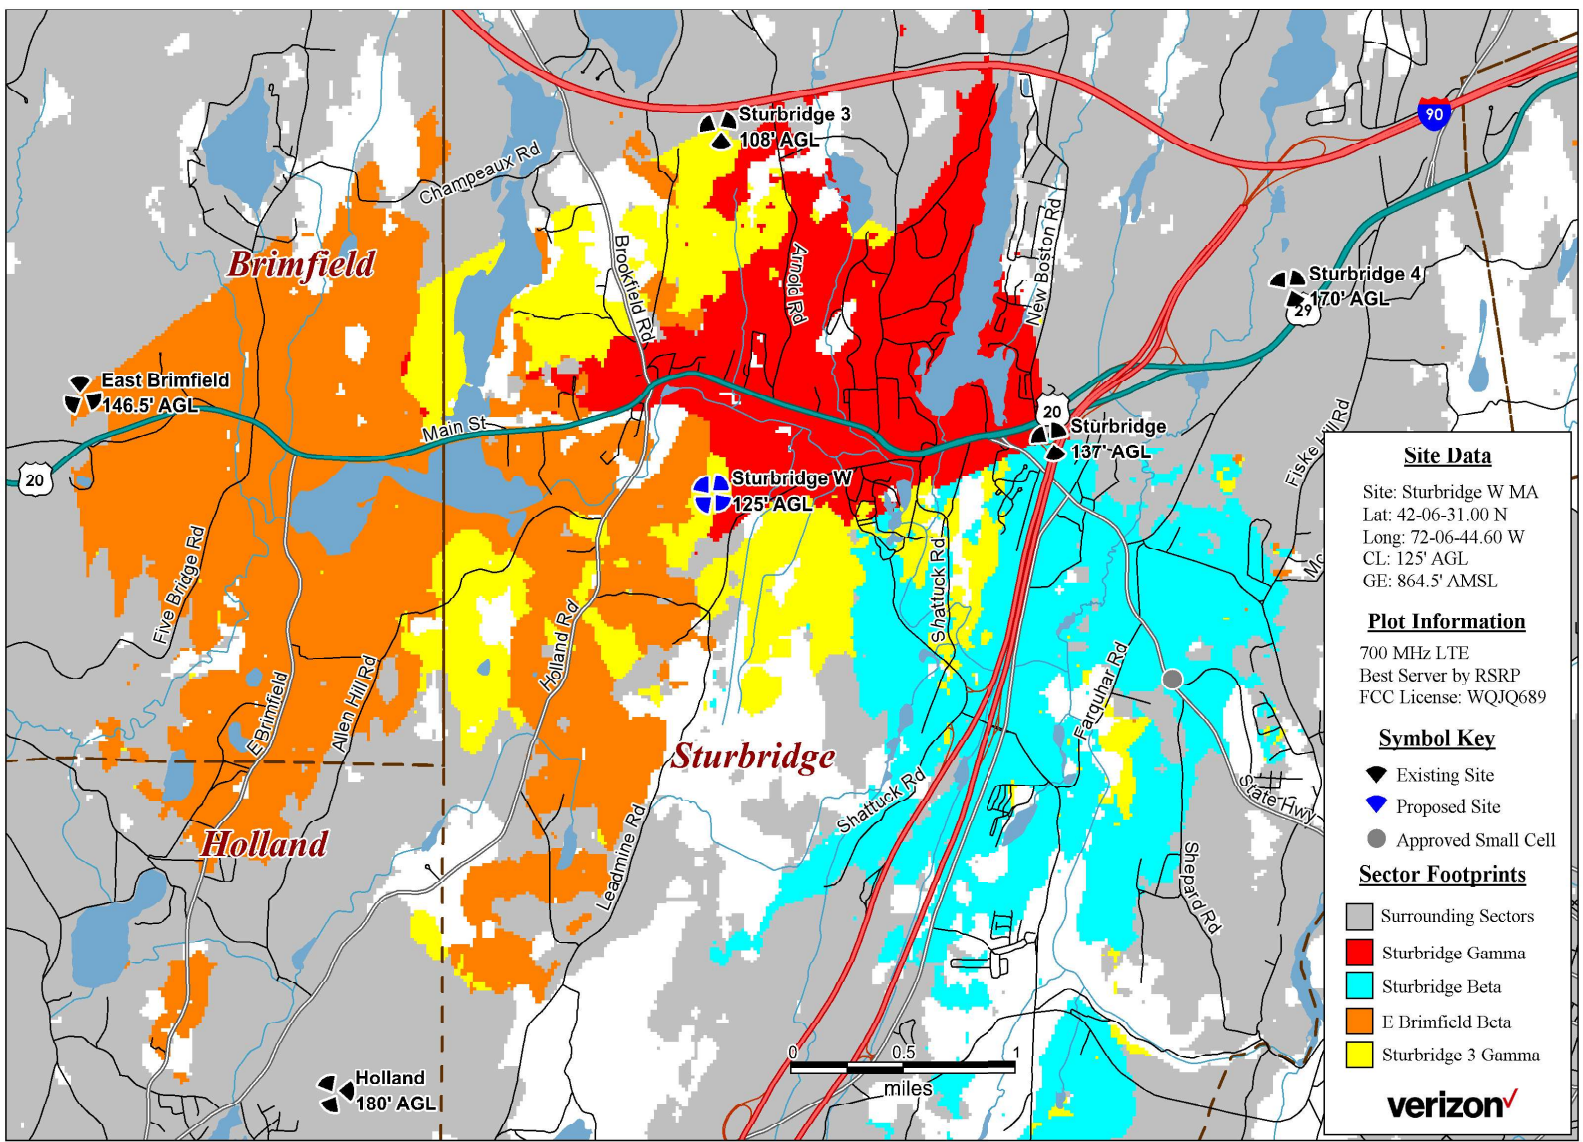 Sturbridge 3
108' AGL
90
Champeaux Rd
Brimfield
Brookfield Rd
Arnold Rd
New Boston Rd
Sturbridge 4
170' AGL
29
East Brimfield
146.5' AGL
Main St
20
20
Sturbridge
137' AGL
Sturbridge W
125' AGL
Fiske Hill Rd
Five Bridge Rd
Shattuck Rd
Mc
Holland Rd
E Brimfield
Allen Hill Rd
Farquhar Rd
Sturbridge
Shattuck Rd
State Hwy
Holland
Leadmine Rd
Shepard Rd
Holland
180' AGL
0 0.5 1
miles
Site Data
Site: Sturbridge W MA
Lat: 42-06-31.00 N
Long: 72-06-44.60 W
CL: 125' AGL
GE: 864.5' AMSL
Plot Information
700 MHz LTE
Best Server by RSRP
FCC License: WQJQ689
Symbol Key
Existing Site
Proposed Site
Approved Small Cell
Sector Footprints
Surrounding Sectors
Sturbridge Gamma
Sturbridge Beta
E Brimfield Beta
Sturbridge 3 Gamma
verizon